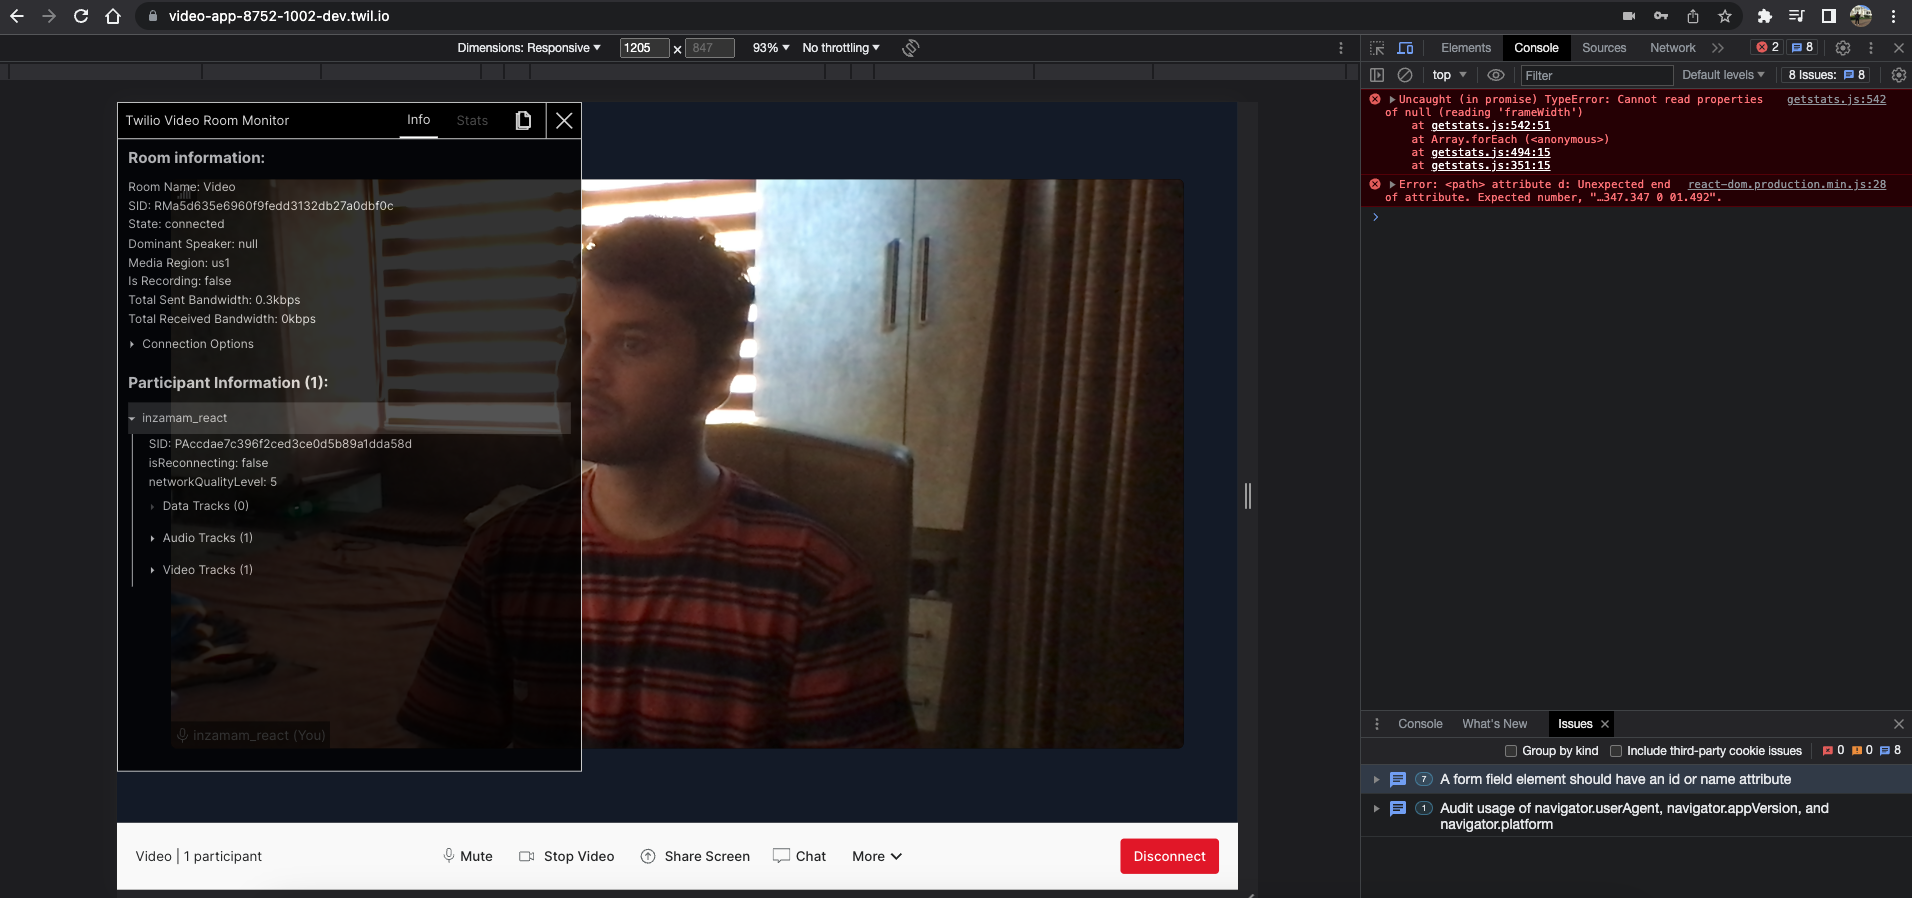 video-app-8752-1002-dev.twil.io
Dimensions: Responsive ▾ 1205 x 847 93% ▾ No throttling ▾
Elements Console Sources Network 2 8
top Filter Default levels 8 Issues: 8
Uncaught (in promise) TypeError: Cannot read properties getstats.js:542
of null (reading 'frameWidth')
at getstats.js:542:51
at Array.forEach (<anonymous>)
at getstats.js:494:15
at getstats.js:351:15
Error: <path> attribute d: Unexpected end react-dom.production.min.js:28
of attribute. Expected number, "…347.347 0 01.492".
Twilio Video Room Monitor Info Stats
Room information:
Room Name: Video
SID: RMa5d635e6960f9fedd3132db27a0dbf0c
State: connected
Dominant Speaker: null
Media Region: us1
Is Recording: false
Total Sent Bandwidth: 0.3kbps
Total Received Bandwidth: 0kbps
Connection Options
Participant Information (1):
inzamam_react
SID: PAccdae7c396f2ced3ce0d5b89a1dda58d
isReconnecting: false
networkQualityLevel: 5
Data Tracks (0)
Audio Tracks (1)
Video Tracks (1)
inzamam_react (You)
Video | 1 participant Mute Stop Video Share Screen Chat More Disconnect
Console What's New Issues
Group by kind Include third-party cookie issues 0 0 8
7 A form field element should have an id or name attribute
1 Audit usage of navigator.userAgent, navigator.appVersion, and
navigator.platform